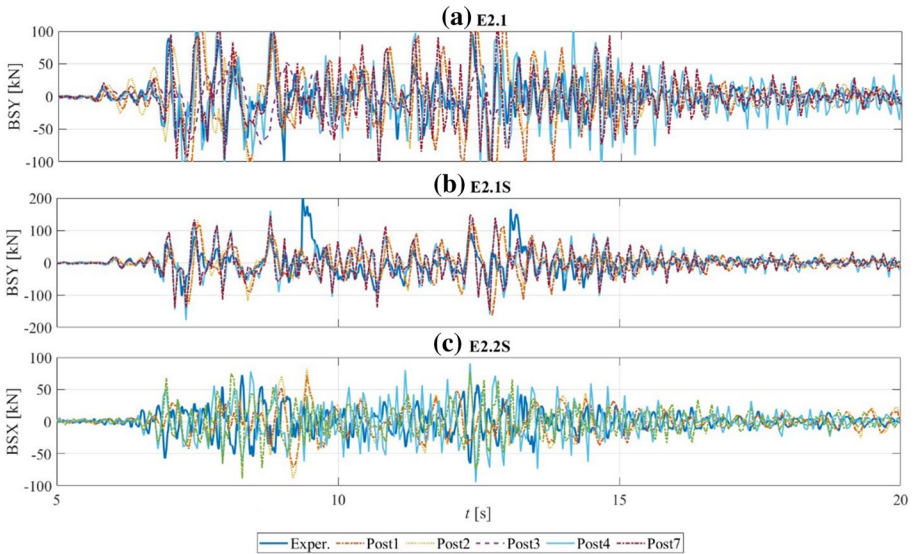 (a) E2.1
BSY [kN]
100
50
0
-50
-100
(b) E2.1S
BSY [kN]
200
100
0
-100
-200
(c) E2.2S
BSX [kN]
100
50
0
-50
-100
5 10 15 20
t [s]
Exper. Post1 Post2 Post3 Post4 Post7